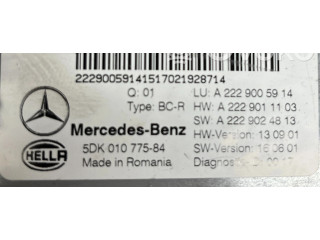 22290059141517021928714
Q: 01 LU: A 222 900 59 14
Type: BC-R HW: A 222 901 11 03
SW: A 222 902 48 13
Mercedes-Benz HW-Version: 13 09 01
HELLA 5DK 010 775-84 SW-Version: 16 06 01
Made in Romania Diagnose